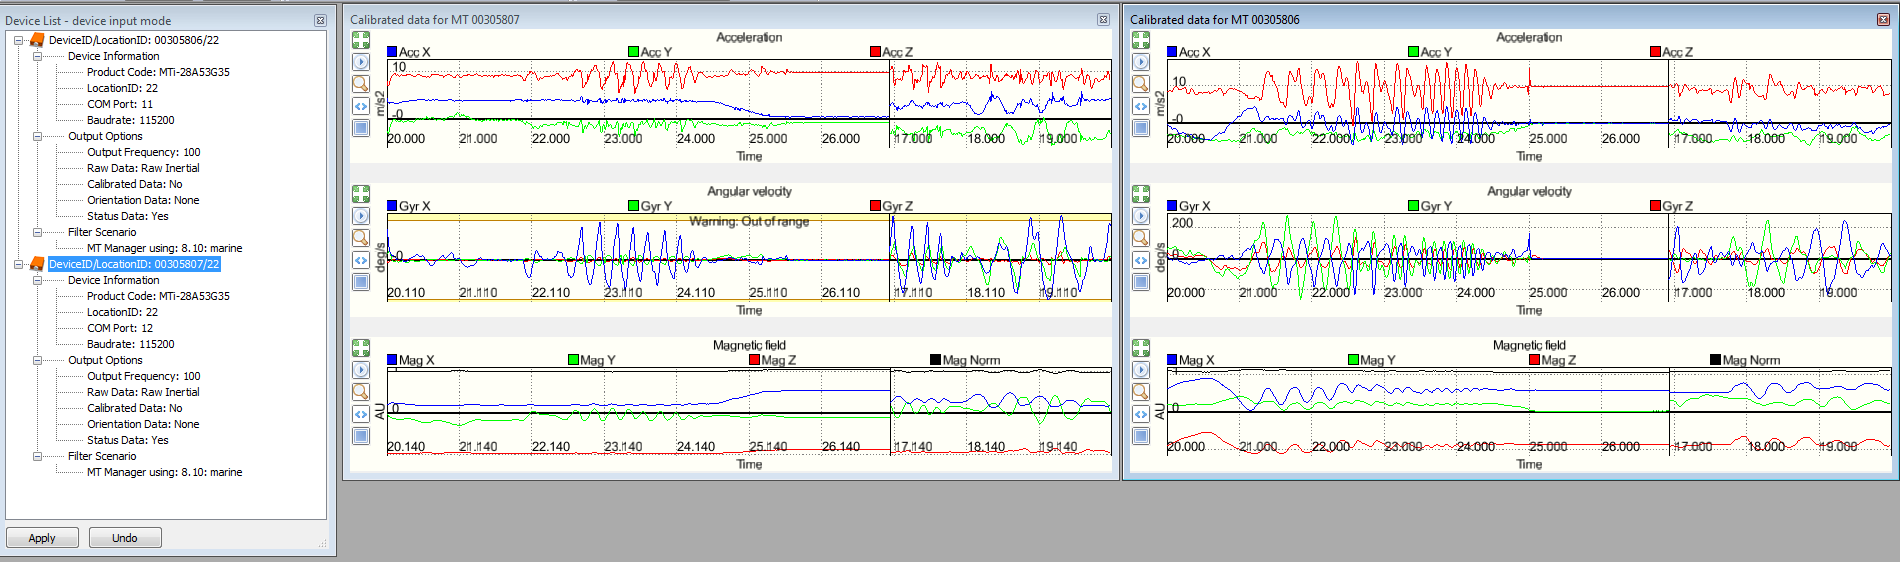 Device List - device input mode
DeviceID/LocationID: 00305806/22
Device Information
Product Code: MTi-28A53G35
LocationID: 22
COM Port: 11
Baudrate: 115200
Output Options
Output Frequency: 100
Raw Data: Raw Inertial
Calibrated Data: No
Orientation Data: None
Status Data: Yes
Filter Scenario
MT Manager using: 8.10: marine
DeviceID/LocationID: 00305807/22
Device Information
Product Code: MTi-28A53G35
LocationID: 22
COM Port: 12
Baudrate: 115200
Output Options
Output Frequency: 100
Raw Data: Raw Inertial
Calibrated Data: No
Orientation Data: None
Status Data: Yes
Filter Scenario
MT Manager using: 8.10: marine
Apply Undo
Calibrated data for MT 00305807
Acceleration
Acc X Acc Y Acc Z
10
m/s2
-0
20.000 21.000 22.000 23.000 24.000 25.000 26.000 17.000 18.000 19.000
Time
Angular velocity
Gyr X Gyr Y Gyr Z
Warning: Out of range
0
deg/s
20.110 21.110 22.110 23.110 24.110 25.110 26.110 17.110 18.110 19.110
Time
Magnetic field
Mag X Mag Y Mag Z Mag Norm
1
0
AU
20.140 21.140 22.140 23.140 24.140 25.140 26.140 17.140 18.140 19.140
Time
Calibrated data for MT 00305806
Acceleration
Acc X Acc Y Acc Z
10
m/s2
-0
20.000 21.000 22.000 23.000 24.000 25.000 26.000 17.000 18.000 19.000
Time
Angular velocity
Gyr X Gyr Y Gyr Z
200
0
deg/s
20.000 21.000 22.000 23.000 24.000 25.000 26.000 17.000 18.000 19.000
Time
Magnetic field
Mag X Mag Y Mag Z Mag Norm
1
0
AU
20.000 21.000 22.000 23.000 24.000 25.000 26.000 17.000 18.000 19.000
Time